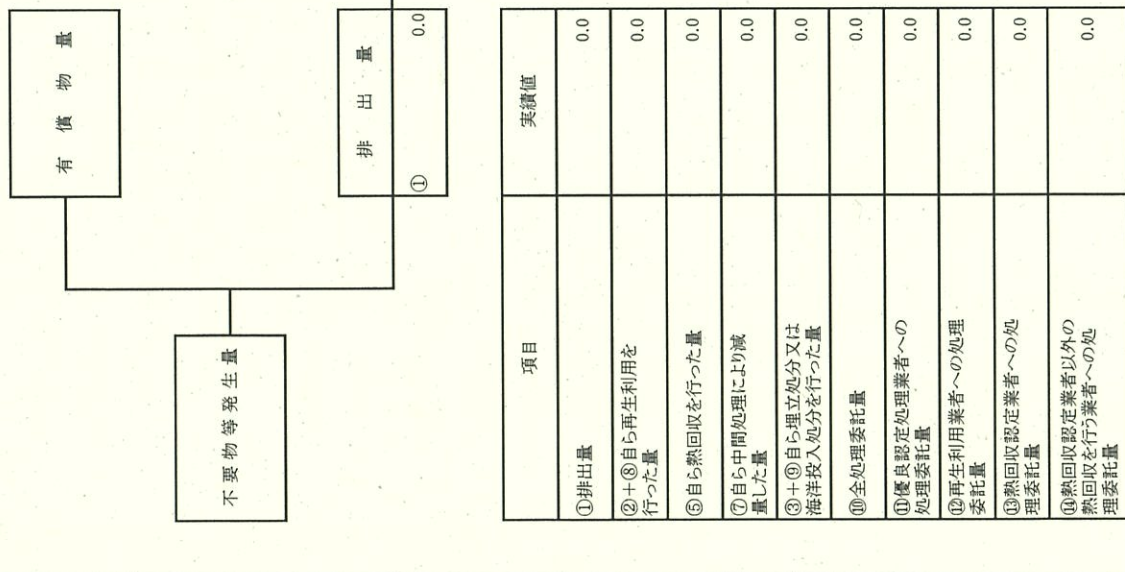 有償物量
排出量
① 0.0
不要物等発生量
項目 実績値
①排出量 0.0
②+⑧自ら再生利用を
行った量 0.0
⑤自ら熱回収を行った量 0.0
⑦自ら中間処理により減
量した量 0.0
③+⑨自ら埋立処分又は
海洋投入処分を行った量 0.0
⑩全処理委託量 0.0
⑪優良認定処理業者への
処理委託量 0.0
⑫再生利用業者への処理
委託量 0.0
⑬熱回収認定業者への処
理委託量 0.0
⑭熱回収認定業者以外の
熱回収を行う業者への処
理委託量 0.0